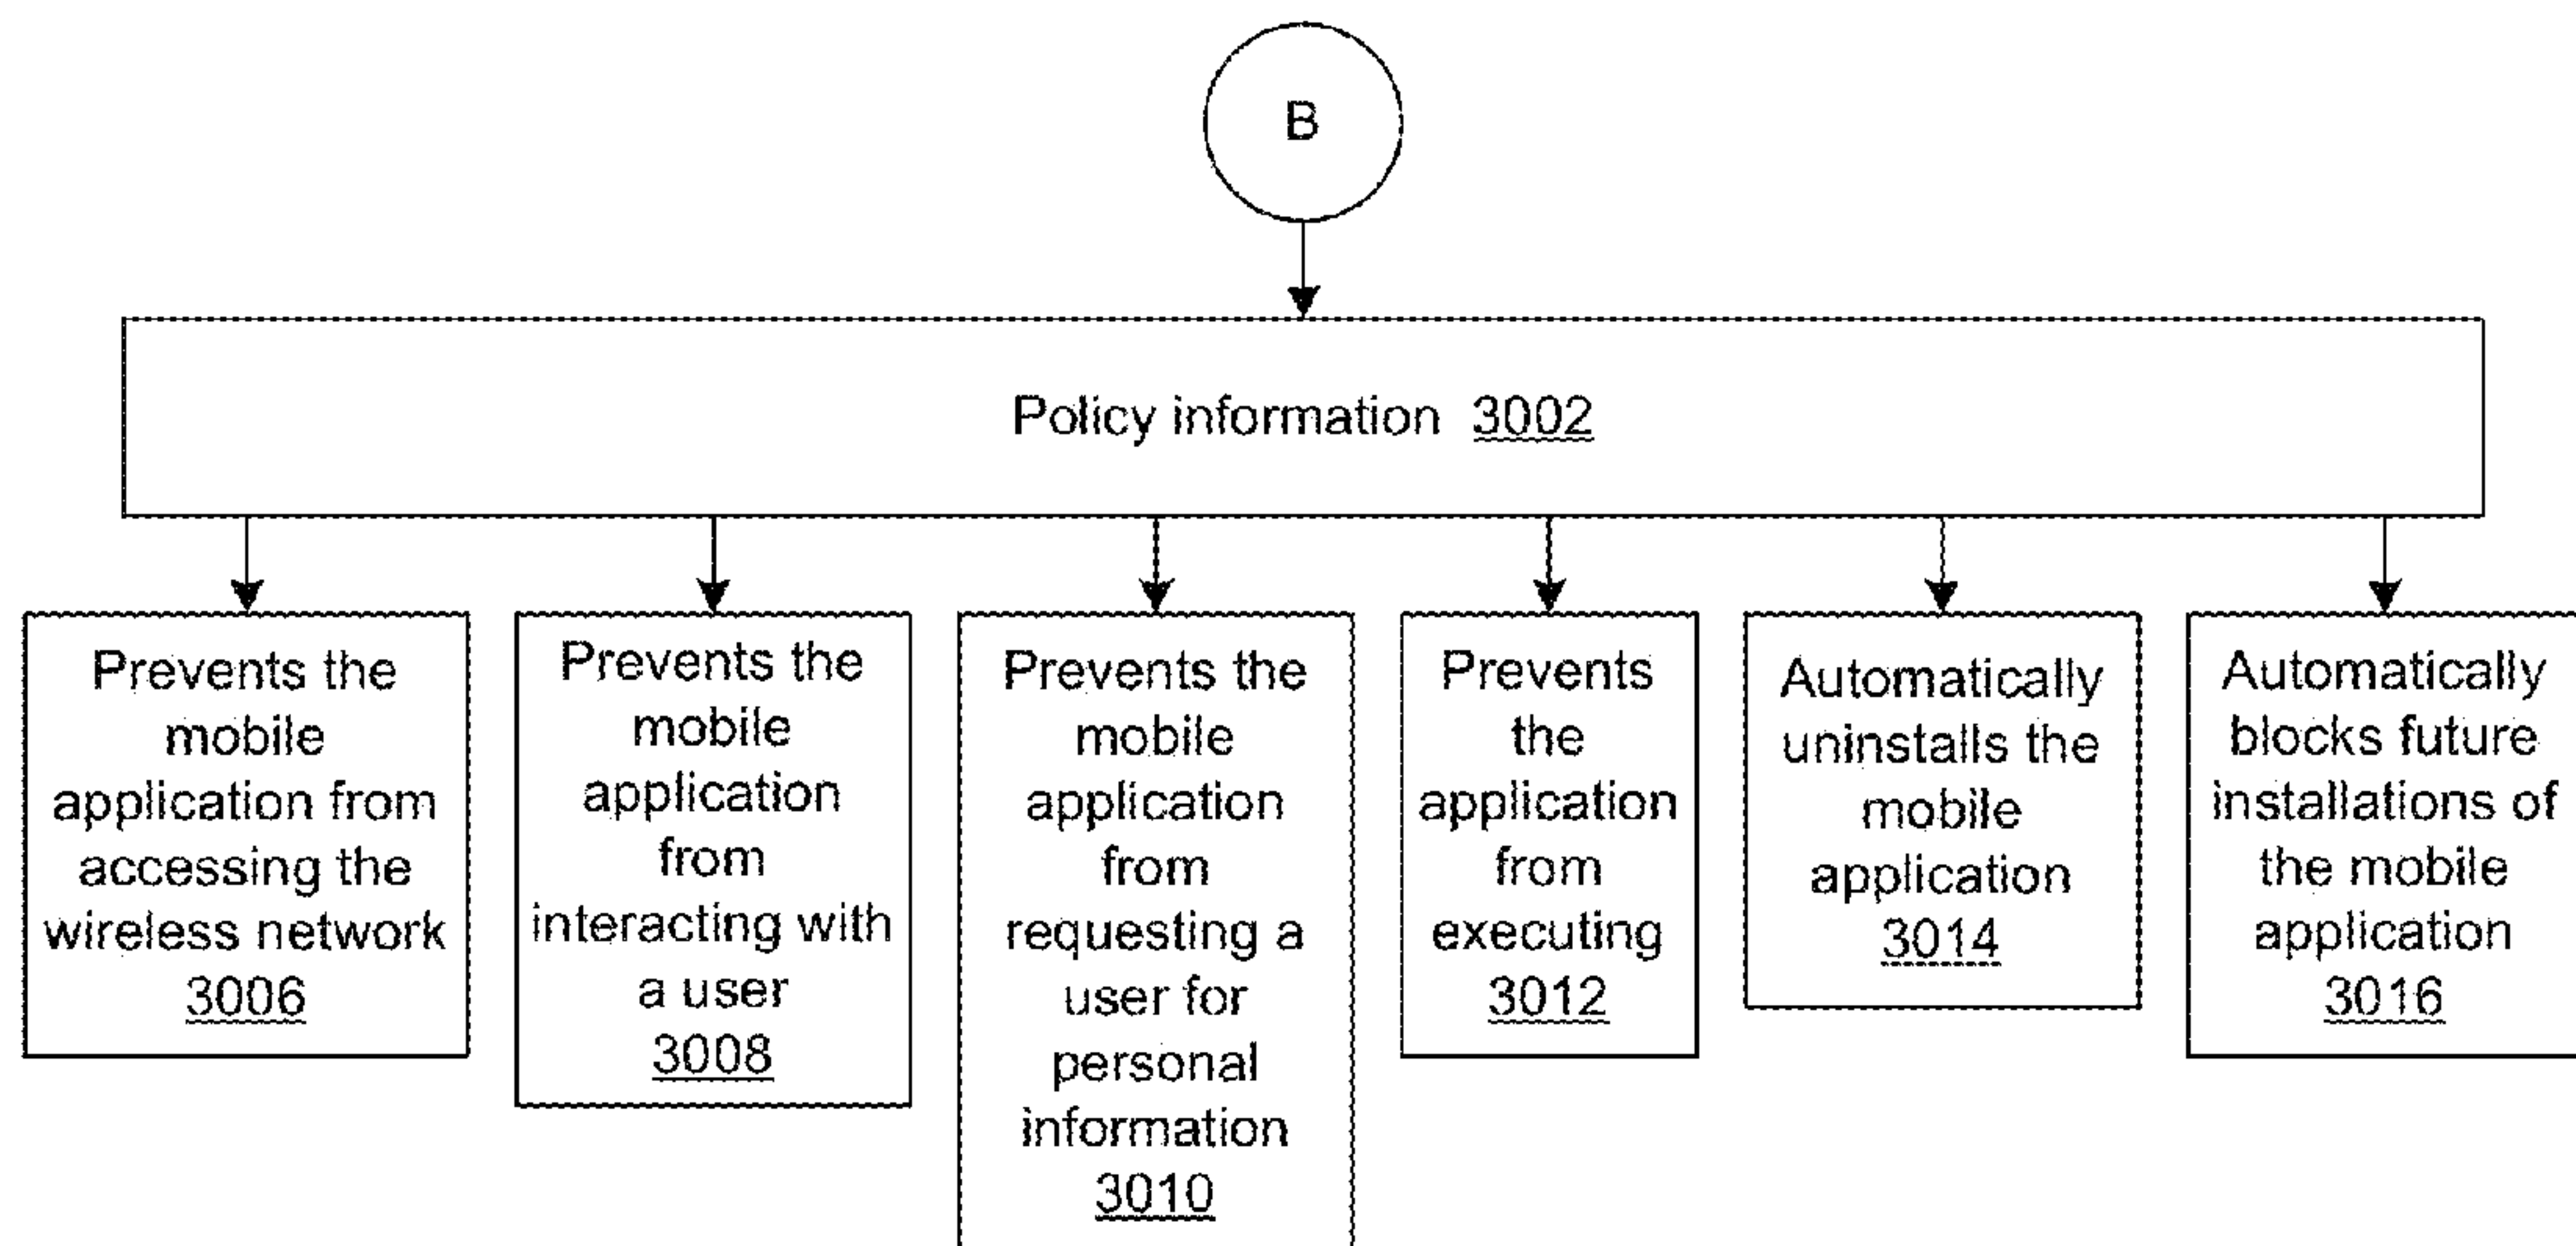 B
Policy information 3002
Prevents the
mobile
application from
accessing the
wireless network
3006
Prevents the
mobile
application
from
interacting with
a user
3008
Prevents the
mobile
application
from
requesting a
user for
personal
information
3010
Prevents
the
application
from
executing
3012
Automatically
uninstalls the
mobile
application
3014
Automatically
blocks future
installations of
the mobile
application
3016